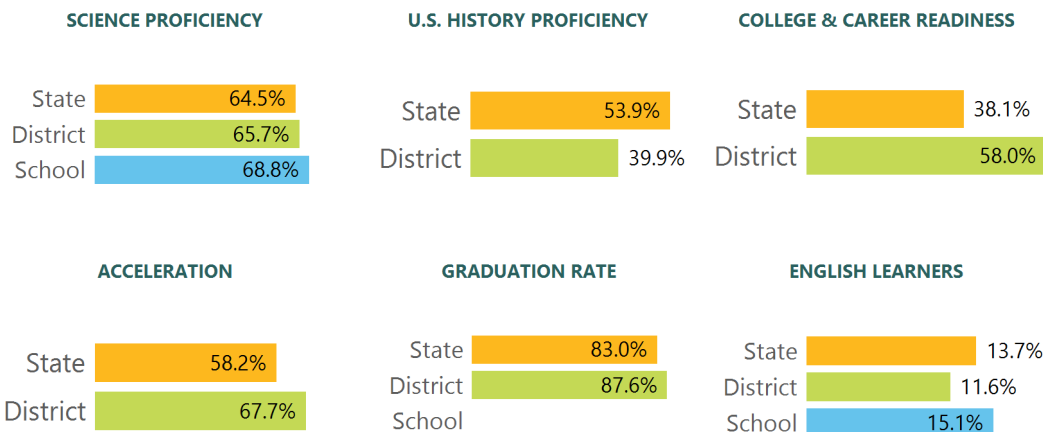 SCIENCE PROFICIENCY
State 64.5%
District 65.7%
School 68.8%
U.S. HISTORY PROFICIENCY
State 53.9%
District 39.9%
COLLEGE & CAREER READINESS
State 38.1%
District 58.0%
ACCELERATION
State 58.2%
District 67.7%
GRADUATION RATE
State 83.0%
District 87.6%
School
ENGLISH LEARNERS
State 13.7%
District 11.6%
School 15.1%